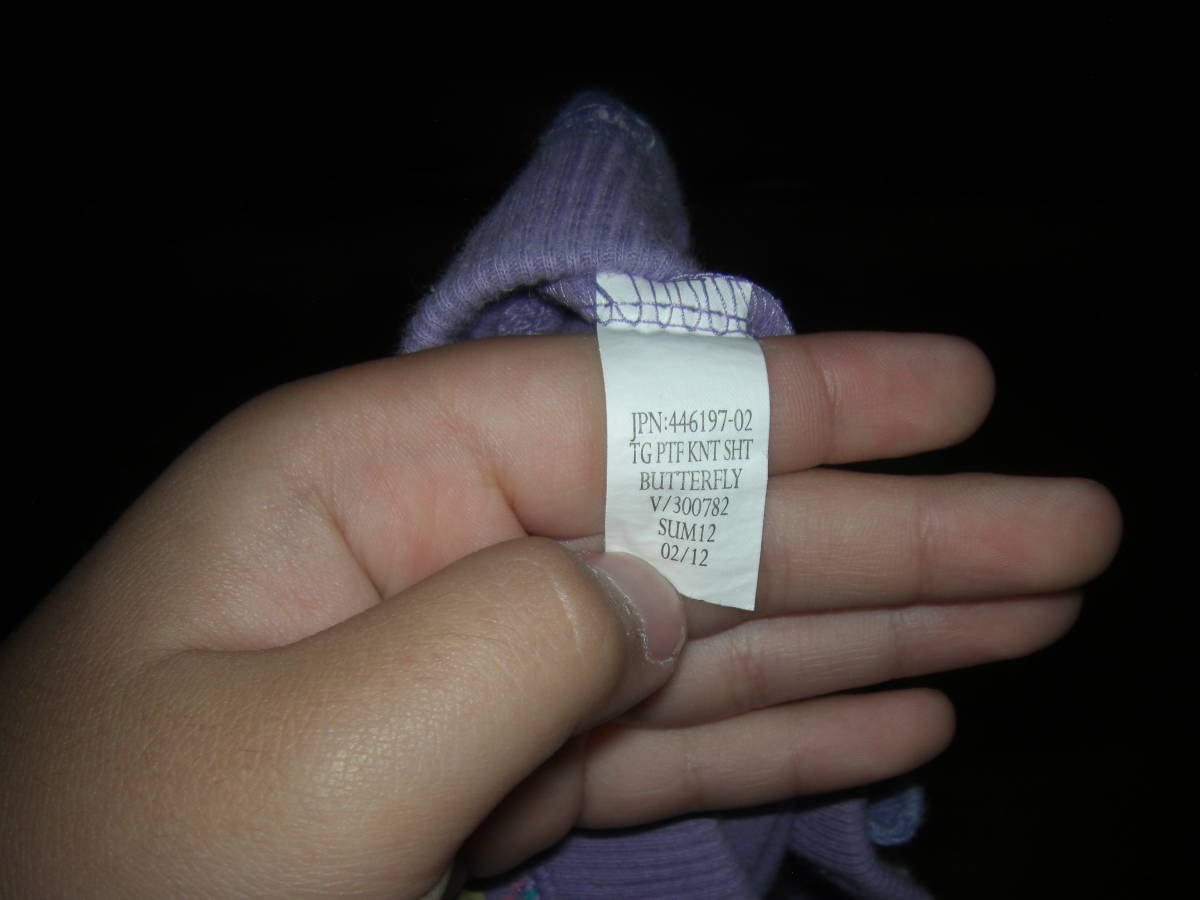 JPN:446197-02
TG PTF KNT SHT
BUTTERFLY
V/300782
SUM12
02/12